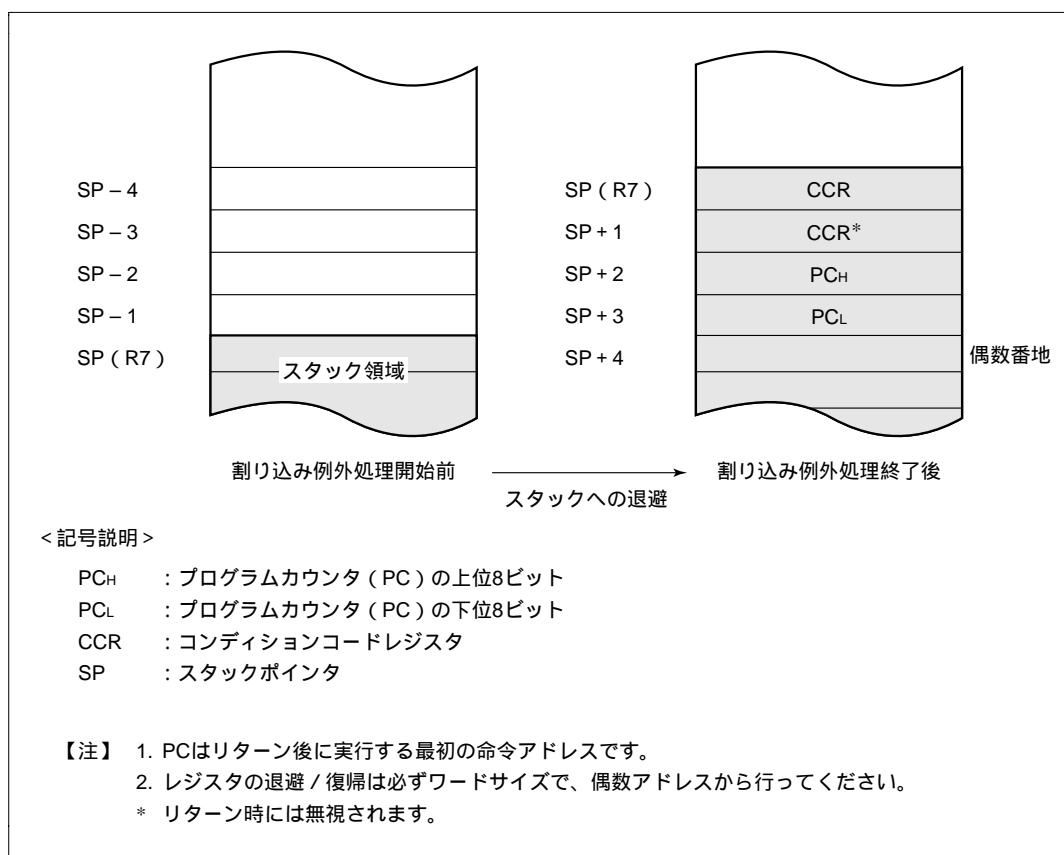 SP – 4
SP – 3
SP – 2
SP – 1
SP ( R7 )
スタック領域
SP ( R7 )
SP + 1
SP + 2
SP + 3
SP + 4
CCR
CCR*
PCH
PCL
偶数番地
割り込み例外処理開始前
スタックへの退避
割り込み例外処理終了後
<記号説明>
PCH :プログラムカウンタ(PC)の上位8ビット
PCL :プログラムカウンタ(PC)の下位8ビット
CCR :コンディションコードレジスタ
SP :スタックポインタ
【注】 1. PCはリターン後に実行する最初の命令アドレスです。
2. レジスタの退避/復帰は必ずワードサイズで、偶数アドレスから行ってください。
* リターン時には無視されます。